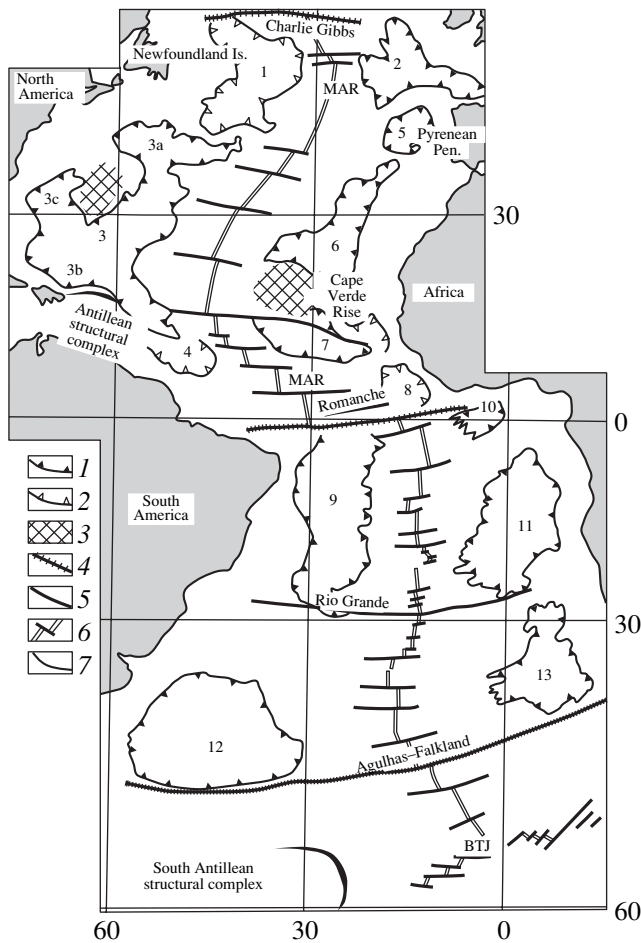 Charlie Gibbs
Newfoundland Is.
North
America
1
2
MAR
5
Pyrenean
Pen.
3a
3c
3
30
3b
6
Cape
Verde
Rise
Africa
Antillean
structural
complex
4
7
MAR
8
Romanche
10
0
1
2
3
4
5
6
7
South
America
9
11
Rio Grande
30
13
12
Agulhas–Falkland
BTJ
South Antillean
structural complex
60
60
30
0